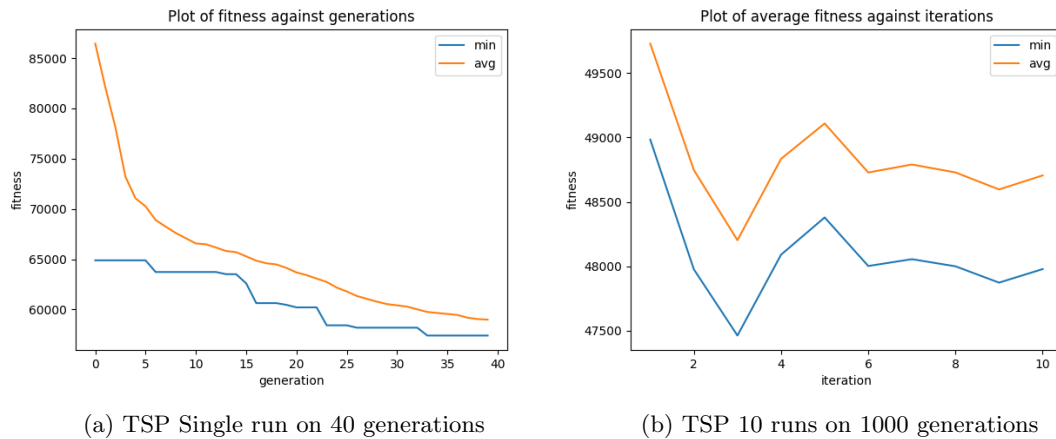 Plot of fitness against generations
min
avg
85000
80000
75000
70000
65000
60000
fitness
0 5 10 15 20 25 30 35 40
generation
(a) TSP Single run on 40 generations
Plot of average fitness against iterations
min
avg
49500
49000
48500
48000
47500
fitness
2 4 6 8 10
iteration
(b) TSP 10 runs on 1000 generations